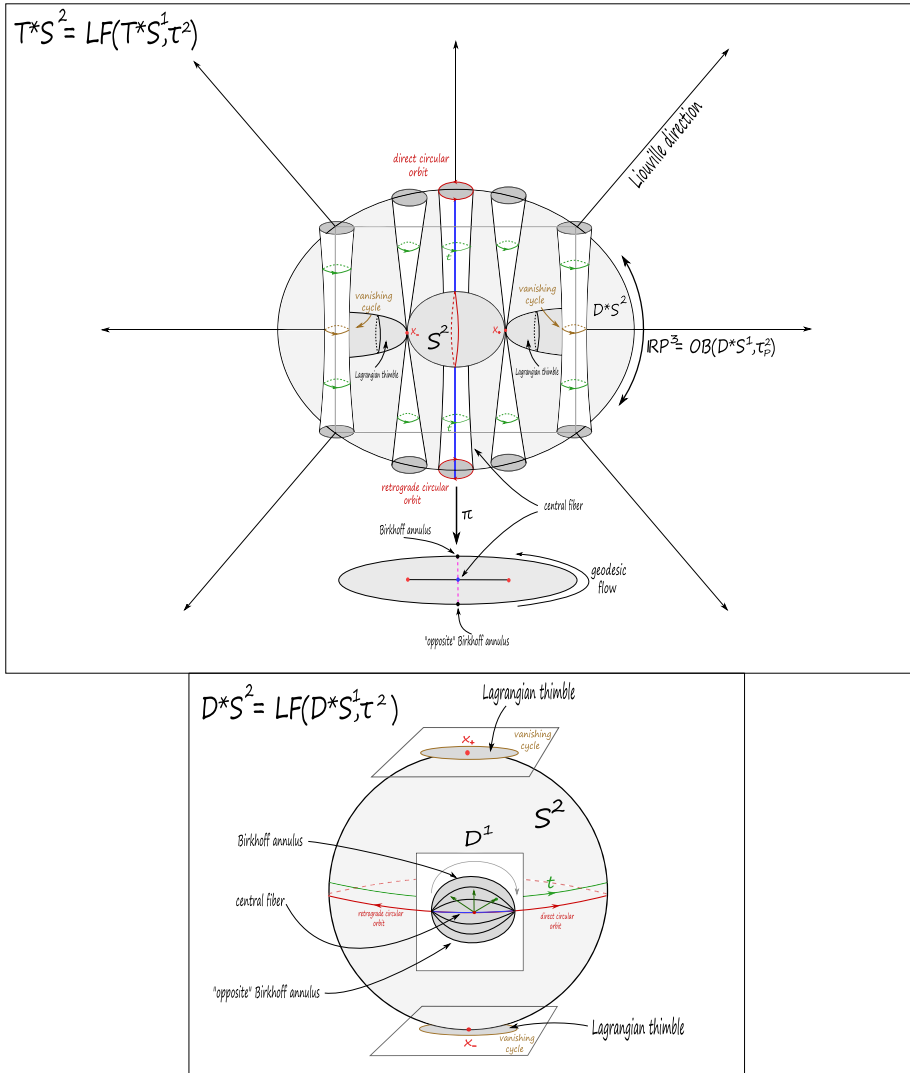 T*S² = LF(T*S¹,τ²)
Liouville direction
direct circular
orbit
t
vanishing
cycle
vanishing
cycle
D*S²
X₋
S²
X₊
ℝP³= OB(D*S¹,τ²ₚ)
Lagrangian thimble
Lagrangian thimble
t
retrograde circular
orbit
π
central fiber
Birkhoff annulus
geodesic
flow
"opposite" Birkhoff annulus
D*S² = LF(D*S¹,τ²)
Lagrangian thimble
X₊
vanishing
cycle
S²
D¹
Birkhoff annulus
t
central fiber
retrograde circular
orbit
direct circular
orbit
"opposite" Birkhoff annulus
Lagrangian thimble
X₋
vanishing
cycle